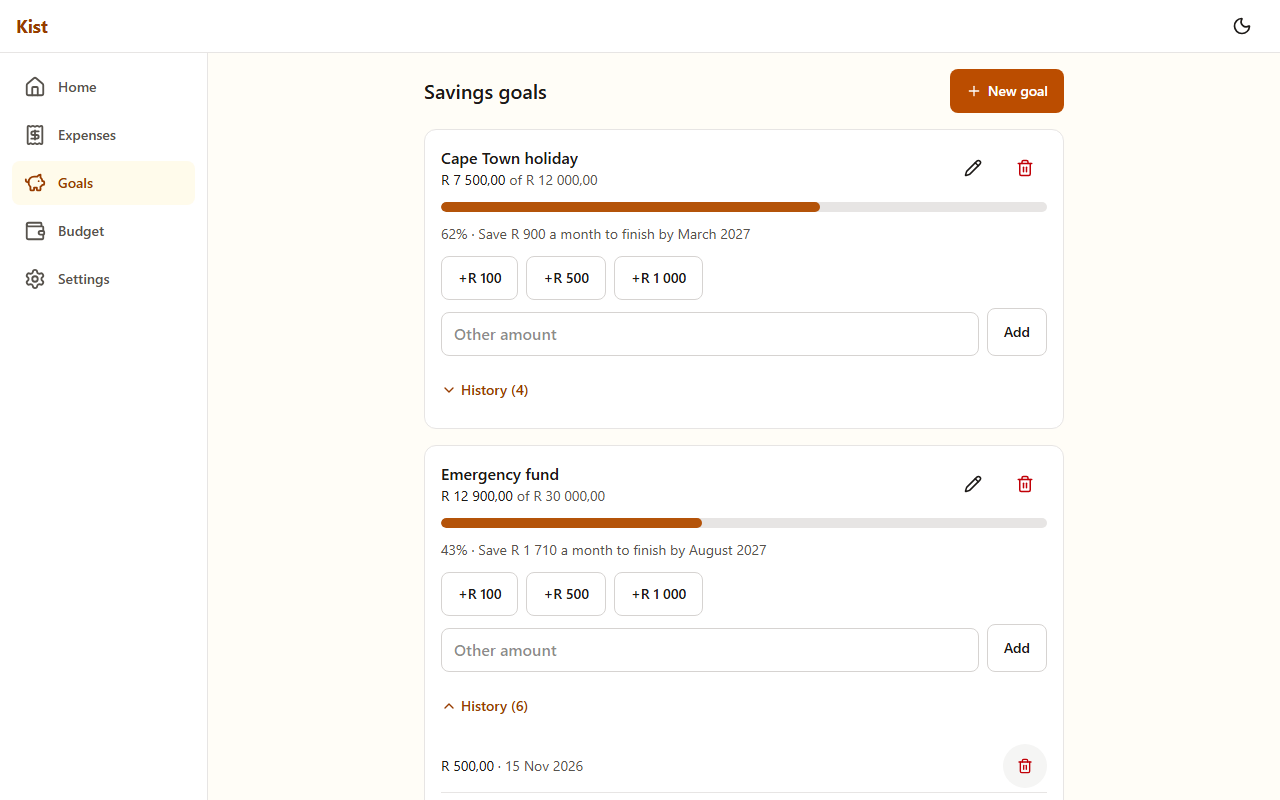 Kist
Home
Expenses
Goals
Budget
Settings
Savings goals
New goal
Cape Town holiday
R 7 500,00 of R 12 000,00
62% · Save R 900 a month to finish by March 2027
+R 100
+R 500
+R 1 000
Other amount
Add
History (4)
Emergency fund
R 12 900,00 of R 30 000,00
43% · Save R 1 710 a month to finish by August 2027
+R 100
+R 500
+R 1 000
Other amount
Add
History (6)
R 500,00 · 15 Nov 2026